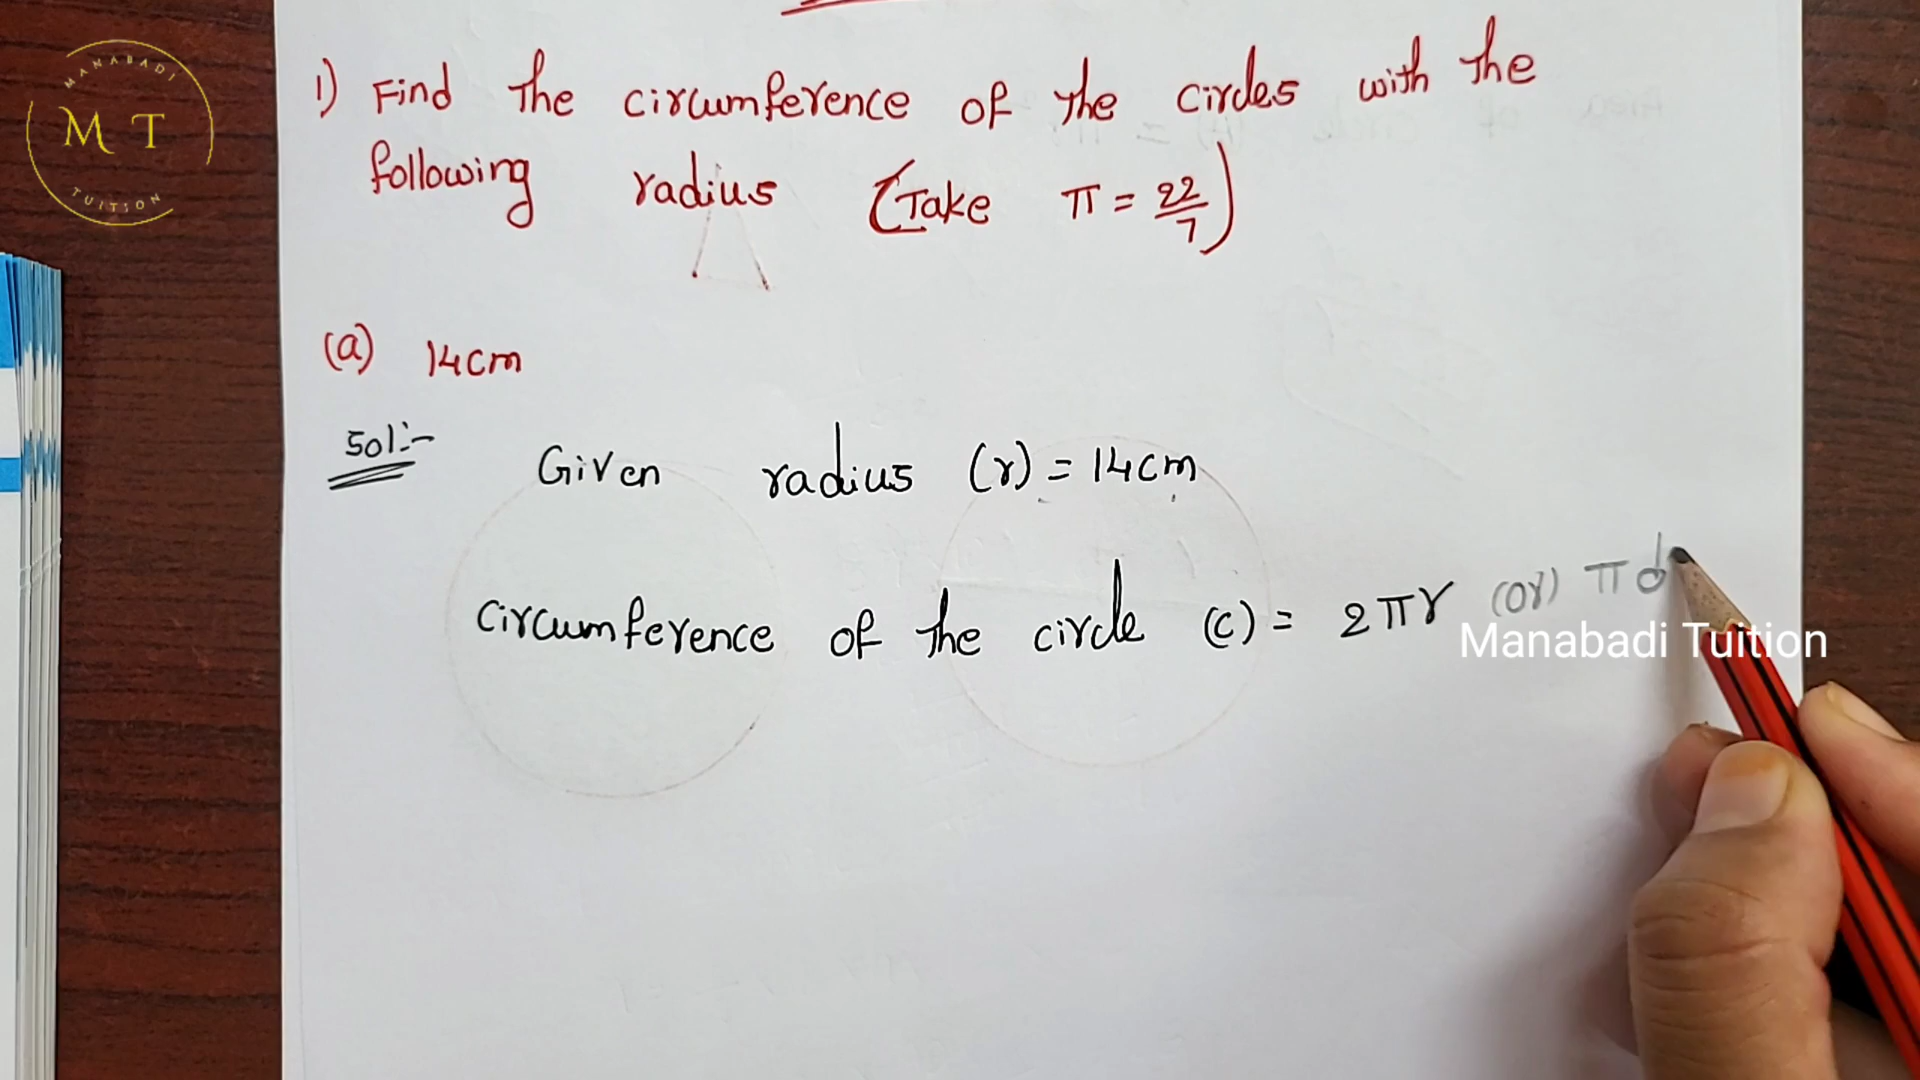 MANABADI
M T
TUITION
1) Find the circumference of the circles with the
following radius (Take π = 22/7)
(a) 14cm
Sol:-
Given radius (r) = 14cm
circumference of the circle (c) = 2πr (or) πd
Manabadi Tuition